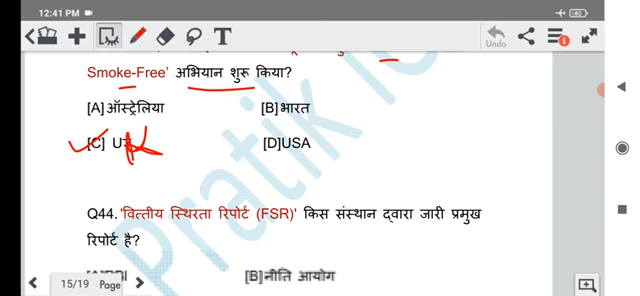 12:41 PM
40
Undo
Smoke-Free' अभियान शुरू किया?
[A] ऑस्ट्रेलिया [B] भारत
[C] UK [D] USA
Q44. 'वित्तीय स्थिरता रिपोर्ट (FSR)' किस संस्थान द्वारा जारी प्रमुख
रिपोर्ट है?
[B] नीति आयोग
15/19 Page